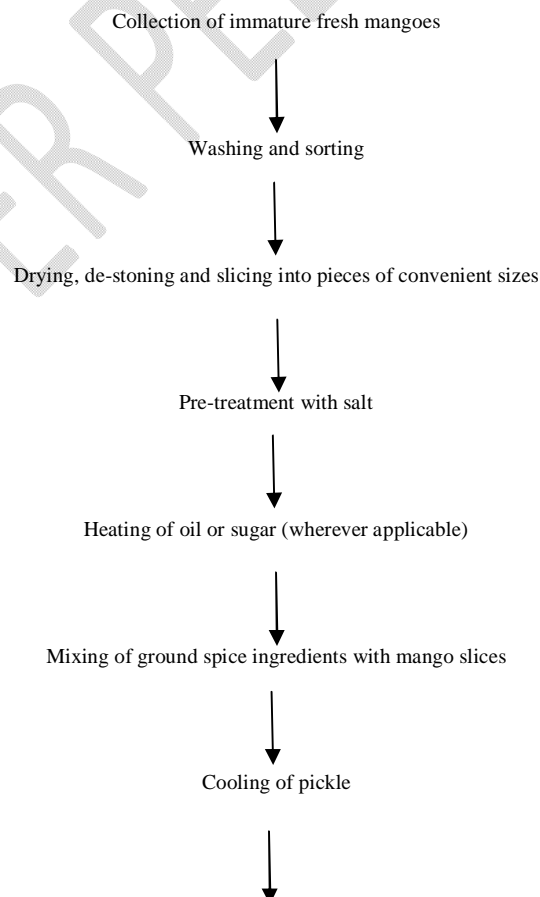 Collection of immature fresh mangoes
Washing and sorting
Drying, de-stoning and slicing into pieces of convenient sizes
Pre-treatment with salt
Heating of oil or sugar (wherever applicable)
Mixing of ground spice ingredients with mango slices
Cooling of pickle